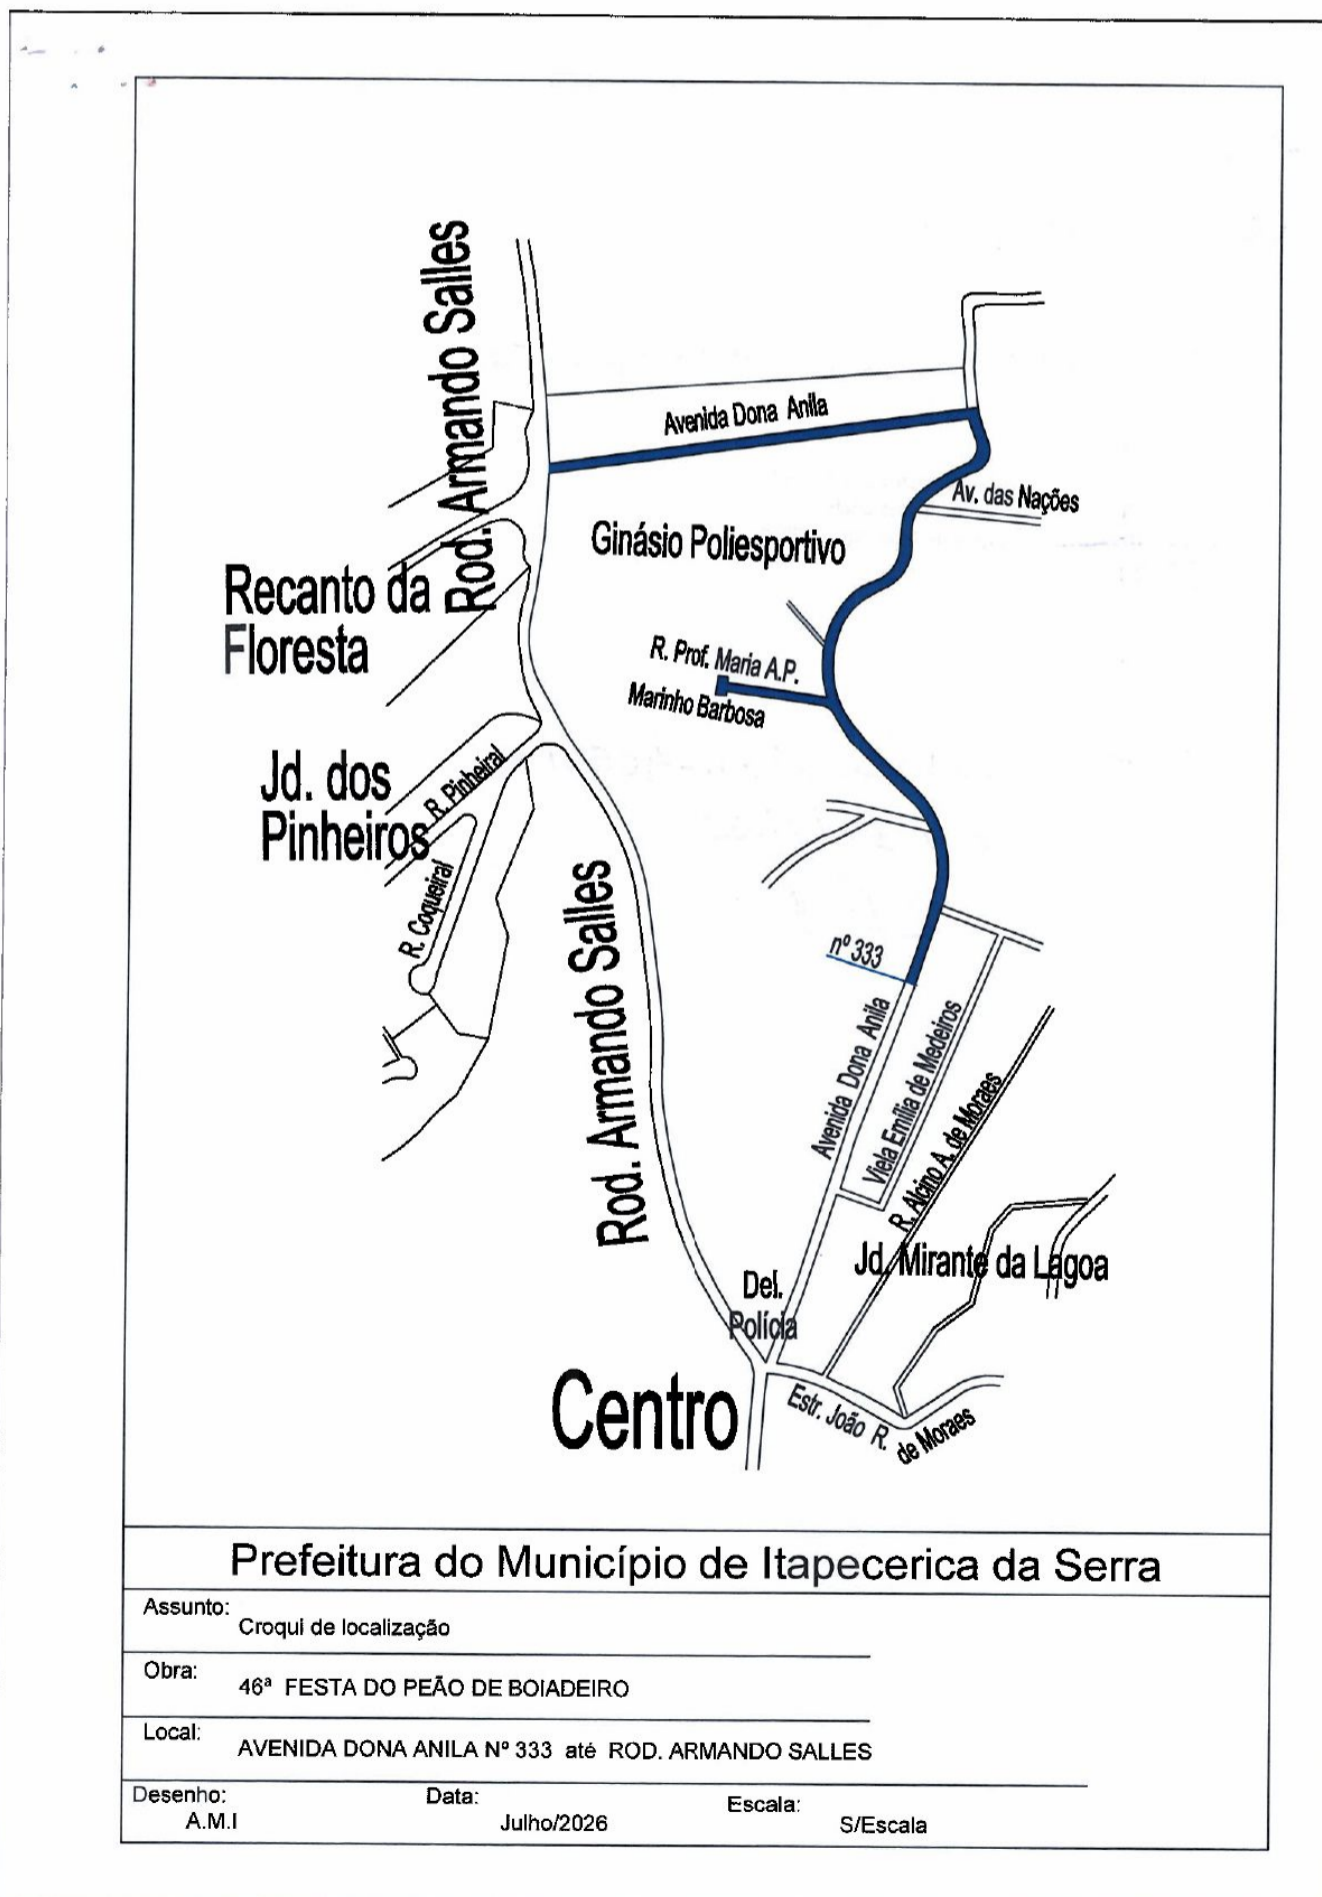 Rod. Armando Salles
Avenida Dona Anila
Av. das Nações
Ginásio Poliesportivo
Recanto da
Floresta
R. Prof. Maria A.P.
Marinho Barbosa
Jd. dos
Pinheiros
R. Pinheiral
R. Coqueiral
Rod. Armando Salles
nº 333
Avenida Dona Anila
Viela Emília de Medeiros
R. Alcino A. de Moraes
Jd. Mirante da Lagoa
Del.
Polícia
Centro
Estr. João R. de Moraes
Prefeitura do Município de Itapecerica da Serra
Assunto:
Croqui de localização
Obra:
46ª FESTA DO PEÃO DE BOIADEIRO
Local:
AVENIDA DONA ANILA Nº 333 até ROD. ARMANDO SALLES
Desenho: Data: Escala:
A.M.I Julho/2026 S/Escala